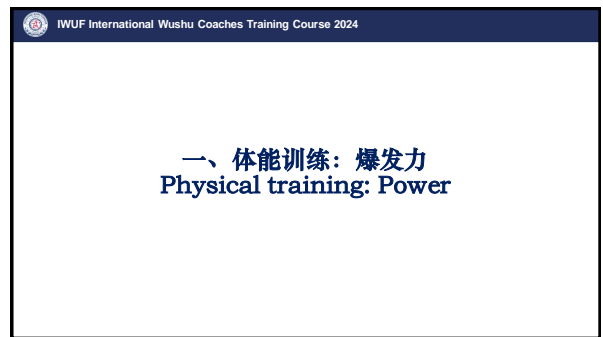 IWUF International Wushu Coaches Training Course 2024
一、体能训练：爆发力
Physical training: Power